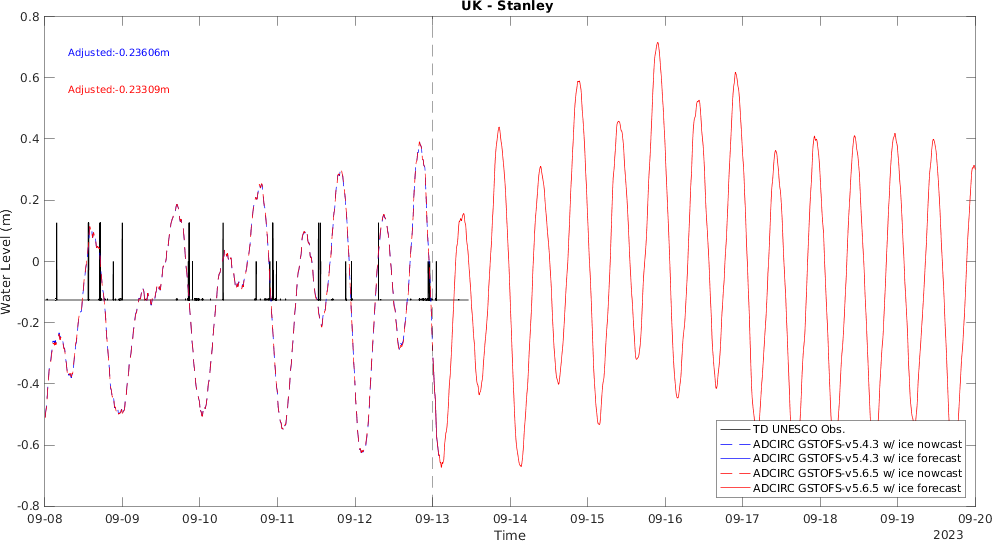 UK - Stanley
0.8
0.6
0.4
0.2
0
-0.2
-0.4
-0.6
-0.8
Water Level (m)
Adjusted:-0.23606m
Adjusted:-0.23309m
TD UNESCO Obs.
ADCIRC GSTOFS-v5.4.3 w/ ice nowcast
ADCIRC GSTOFS-v5.4.3 w/ ice forecast
ADCIRC GSTOFS-v5.6.5 w/ ice nowcast
ADCIRC GSTOFS-v5.6.5 w/ ice forecast
09-08 09-09 09-10 09-11 09-12 09-13 09-14 09-15 09-16 09-17 09-18 09-19 09-20
Time
2023